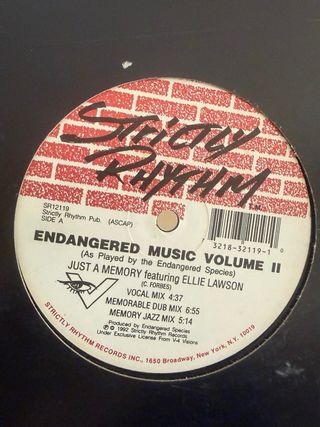 STRICTLY
RHYTHM
SR12119
Strictly Rhythm Pub. (ASCAP)
SIDE A
3218-32119-1 0
ENDANGERED MUSIC VOLUME II
(As Played by the Endangered Species)
JUST A MEMORY featuring ELLIE LAWSON
(C. FORBES)
VOCAL MIX 4:37
MEMORABLE DUB MIX 6:55
MEMORY JAZZ MIX 5:14
Produced by Endangered Species
℗ © 1992 Strictly Rhythm Records
Under Exclusive License From V-4 Visions
STRICTLY RHYTHM RECORDS INC., 1650 Broadway, New York, N.Y. 10019